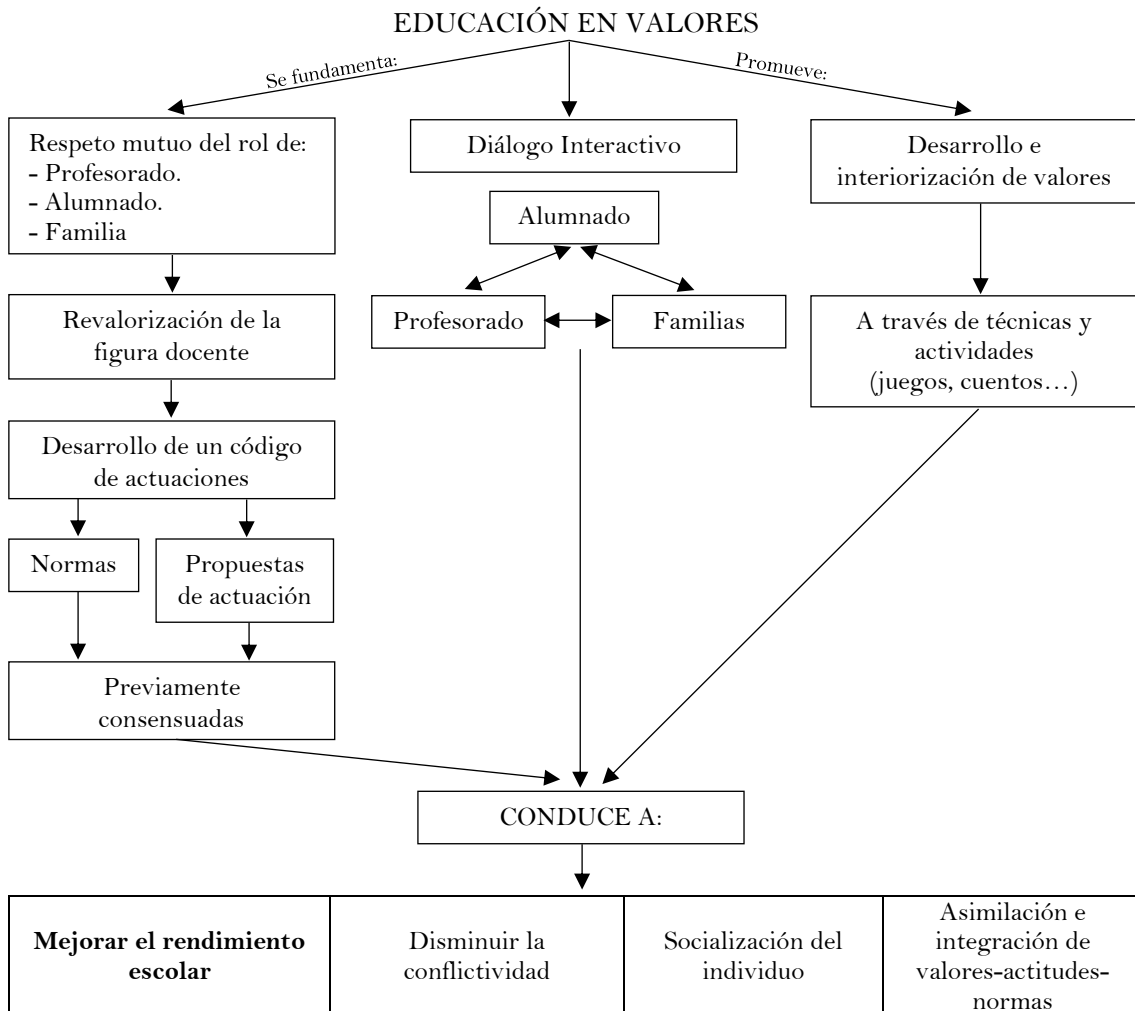 EDUCACIÓN EN VALORES
Se fundamenta:
Promueve:
Respeto mutuo del rol de:
- Profesorado.
- Alumnado.
- Familia
Diálogo Interactivo
Desarrollo e
interiorización de valores
Alumnado
Profesorado
Familias
Revalorización de la
figura docente
A través de técnicas y
actividades
(juegos, cuentos…)
Desarrollo de un código
de actuaciones
Normas
Propuestas
de actuación
Previamente
consensuadas
CONDUCE A:
Mejorar el rendimiento
escolar
Disminuir la
conflictividad
Socialización del
individuo
Asimilación e
integración de
valores-actitudes-
normas